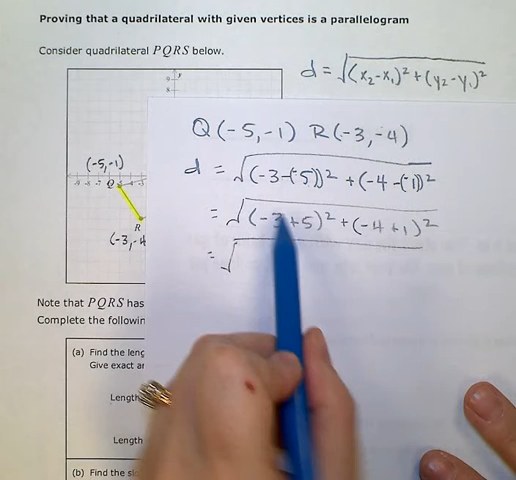 Proving that a quadrilateral with given vertices is a parallelogram
Consider quadrilateral PQRS below.
d = √(x₂-x₁)² + (y₂-y₁)²
y
Q(-5,-1) R(-3,-4)
(-5,-1)
d = √(-3-(-5))² + (-4-(-1))²
Q
= √(-3+5)² + (-4+1)²
R
(-3,-4
= √
Note that PQRS has
Complete the followin
(a) Find the leng
Give exact an
Length
Length
(b) Find the slo